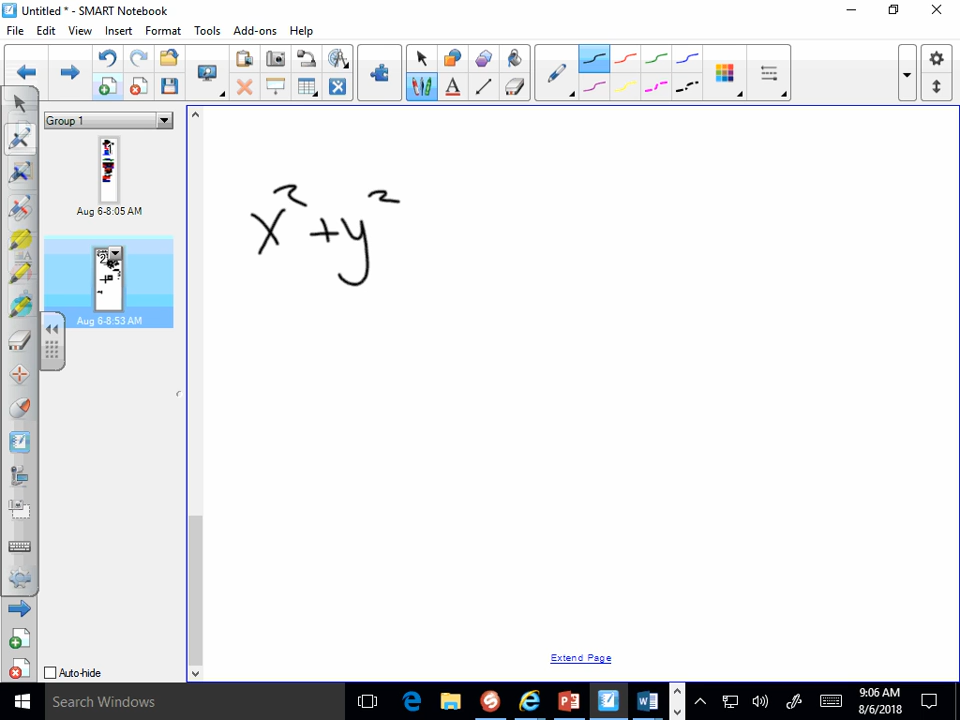 Untitled * - SMART Notebook
File Edit View Insert Format Tools Add-ons Help
Group 1
Aug 6-8:05 AM
Aug 6-8:53 AM
x² + y²
Extend Page
Auto-hide
Search Windows
9:06 AM
8/6/2018